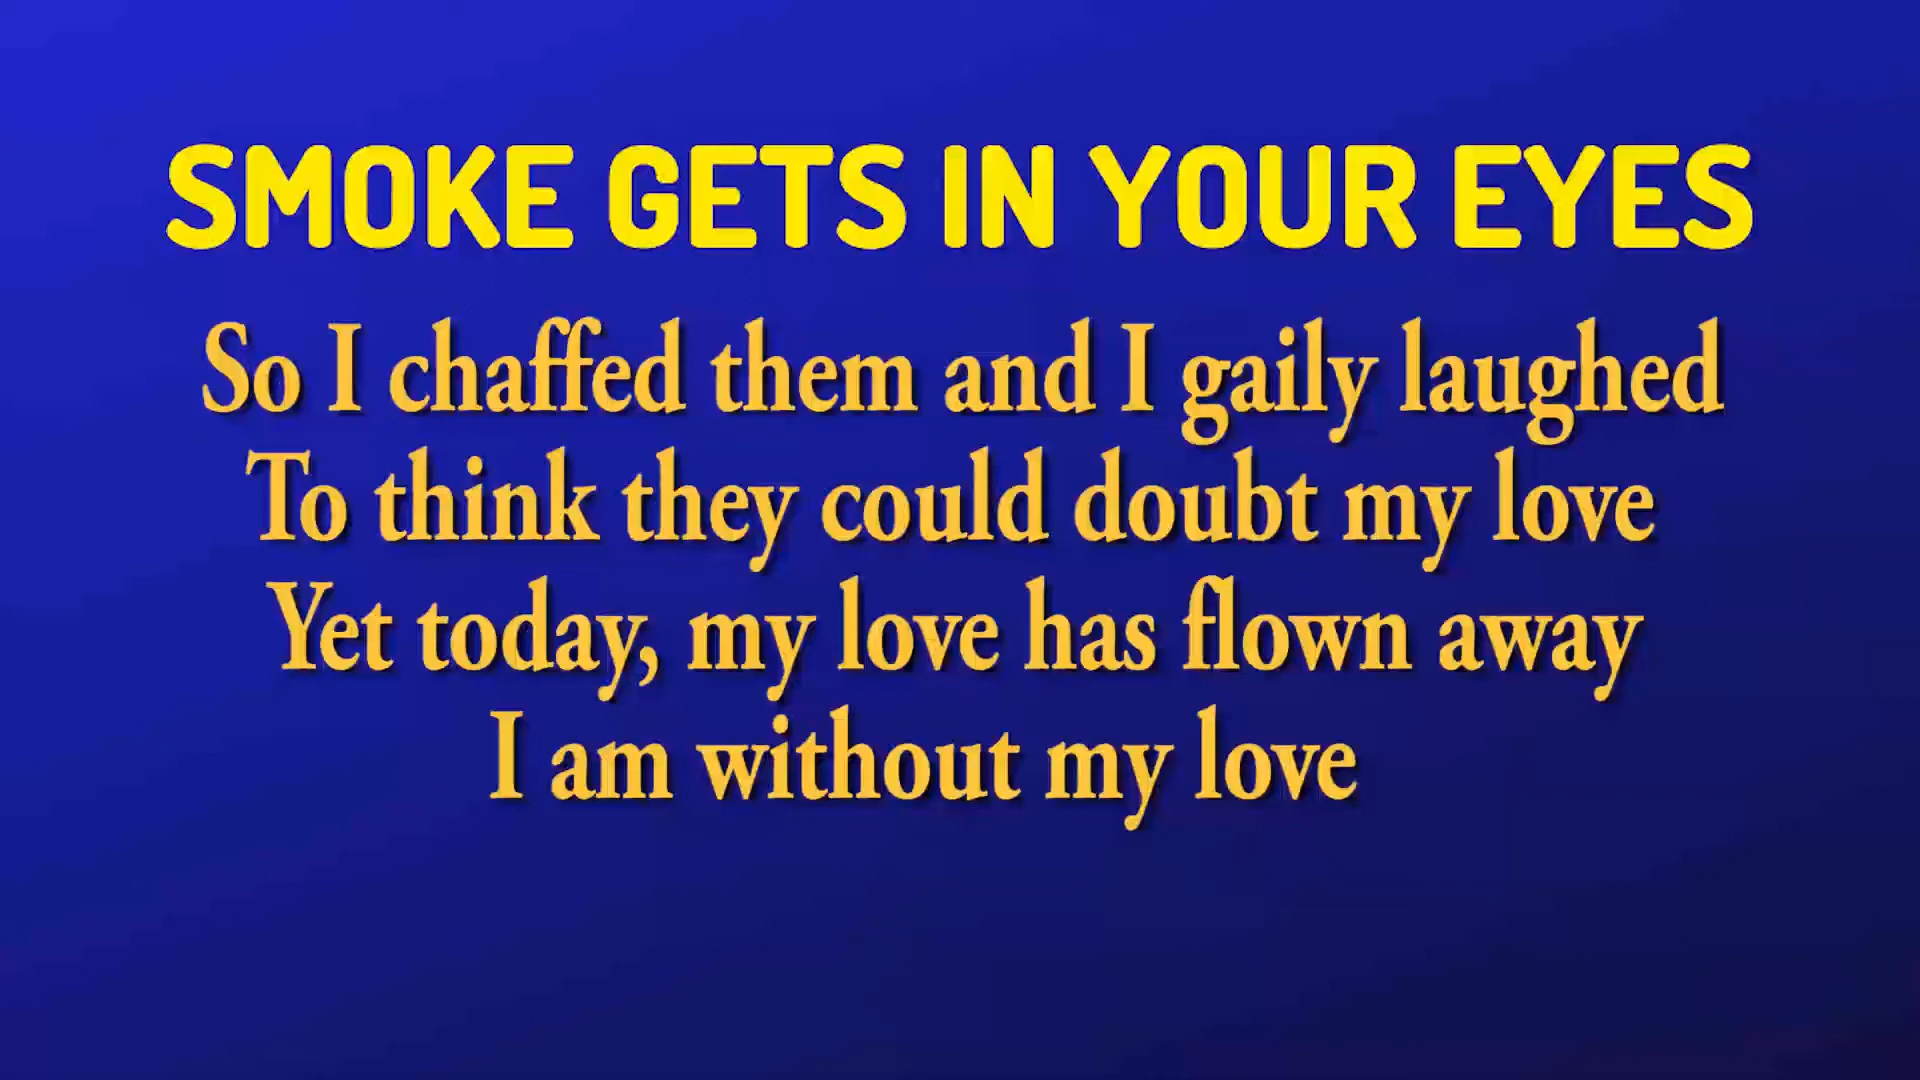 SMOKE GETS IN YOUR EYES
So I chaffed them and I gaily laughed
To think they could doubt my love
Yet today, my love has flown away
I am without my love